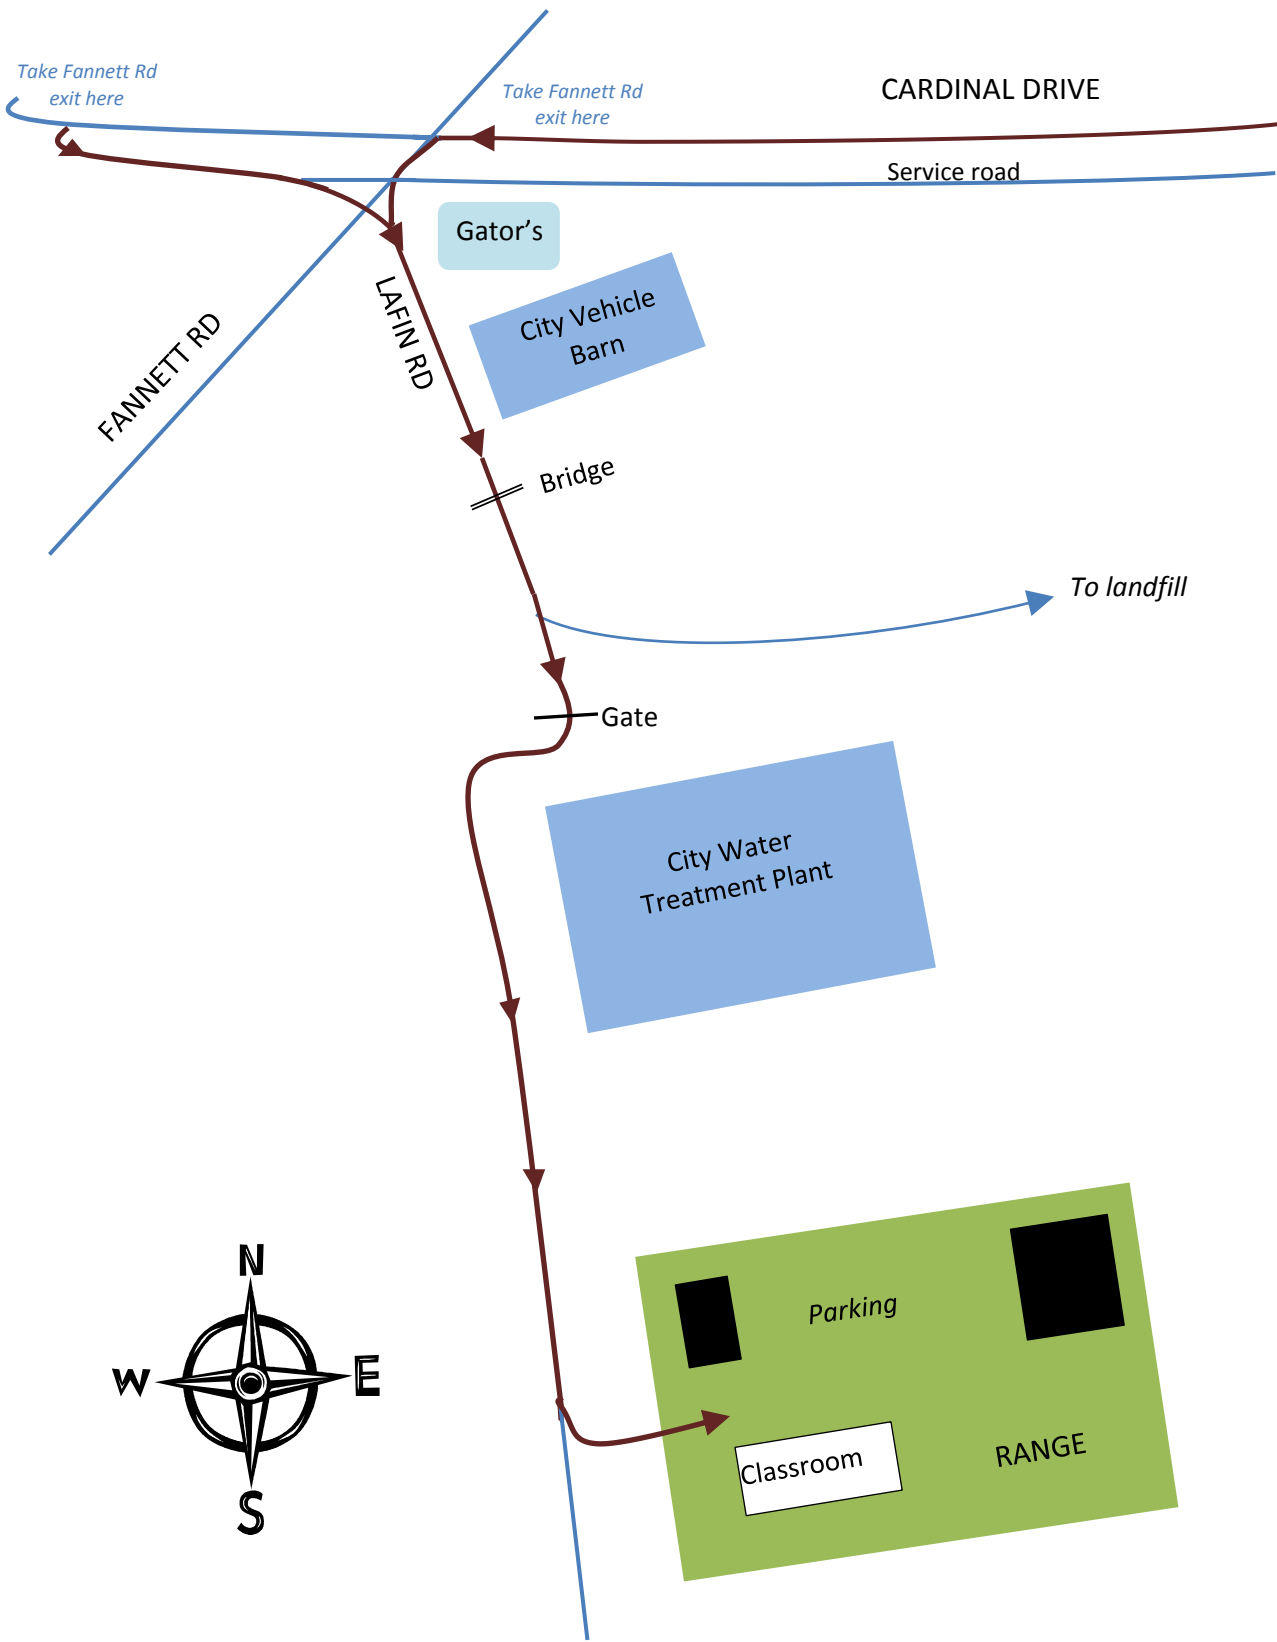 Take Fannett Rd
exit here
Take Fannett Rd
exit here
CARDINAL DRIVE
Service road
Gator's
City Vehicle
Barn
LAFIN RD
FANNETT RD
Bridge
To landfill
Gate
City Water
Treatment Plant
Parking
Classroom
RANGE
N
W
E
S